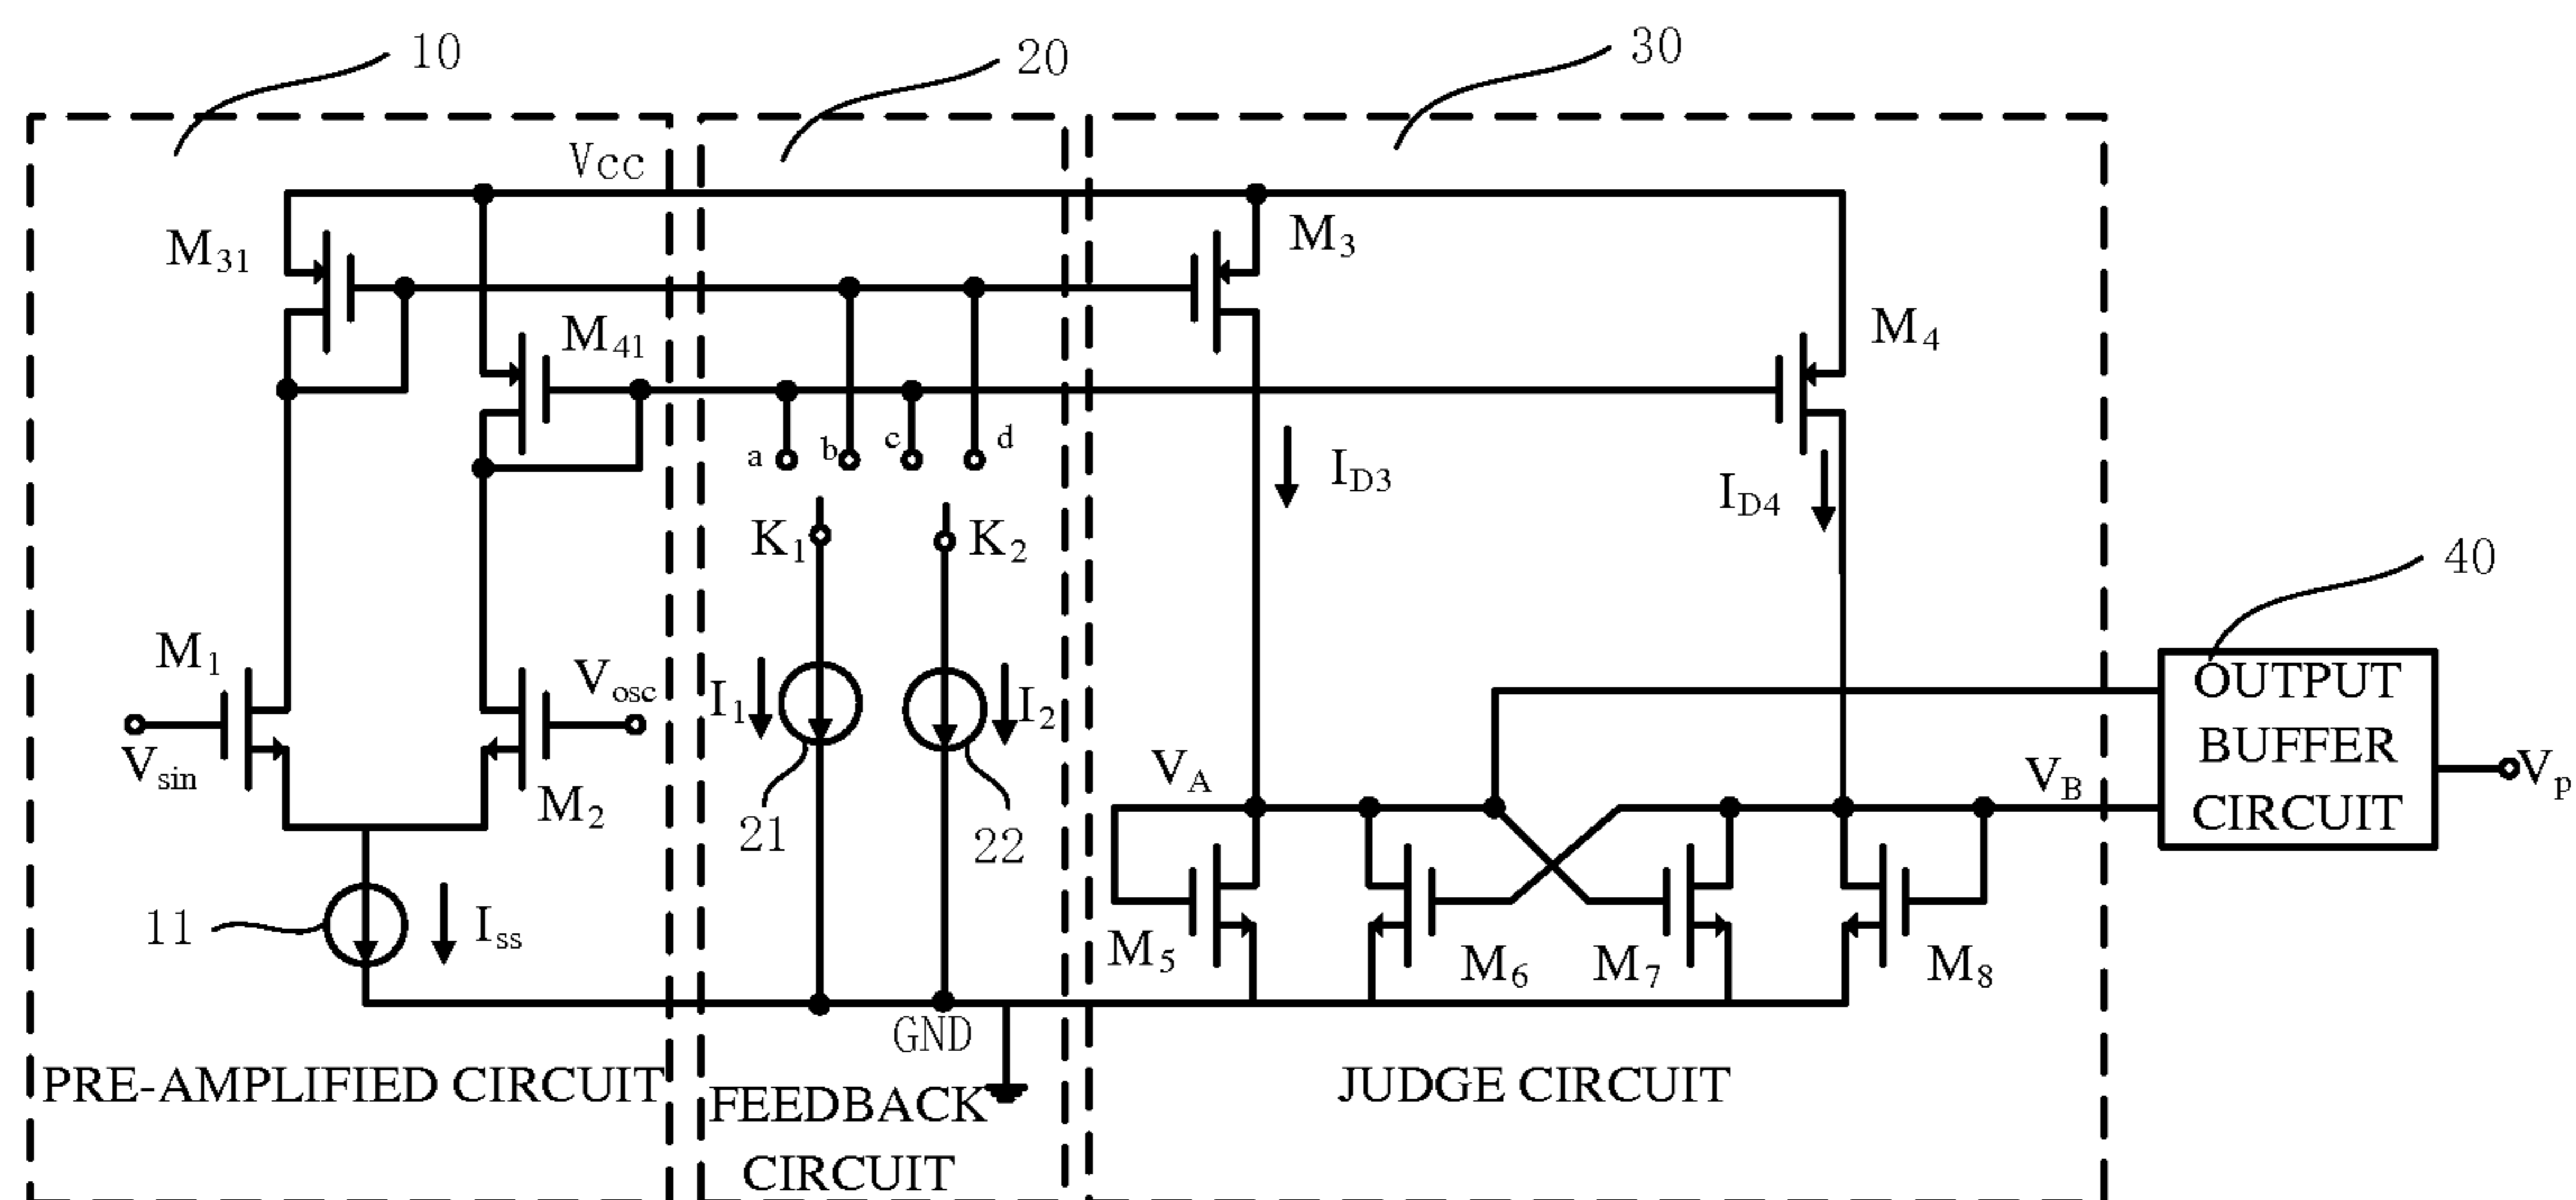 10
20
30
VCC
M31
M3
M41
M4
a
b
c
d
ID3
ID4
K1
K2
40
M1
Vosc
I1
I2
OUTPUT
BUFFER
CIRCUIT
Vsin
M2
21
22
VA
VB
Vp
11
Iss
M5
M6
M7
M8
GND
PRE-AMPLIFIED CIRCUIT
FEEDBACK
CIRCUIT
JUDGE CIRCUIT